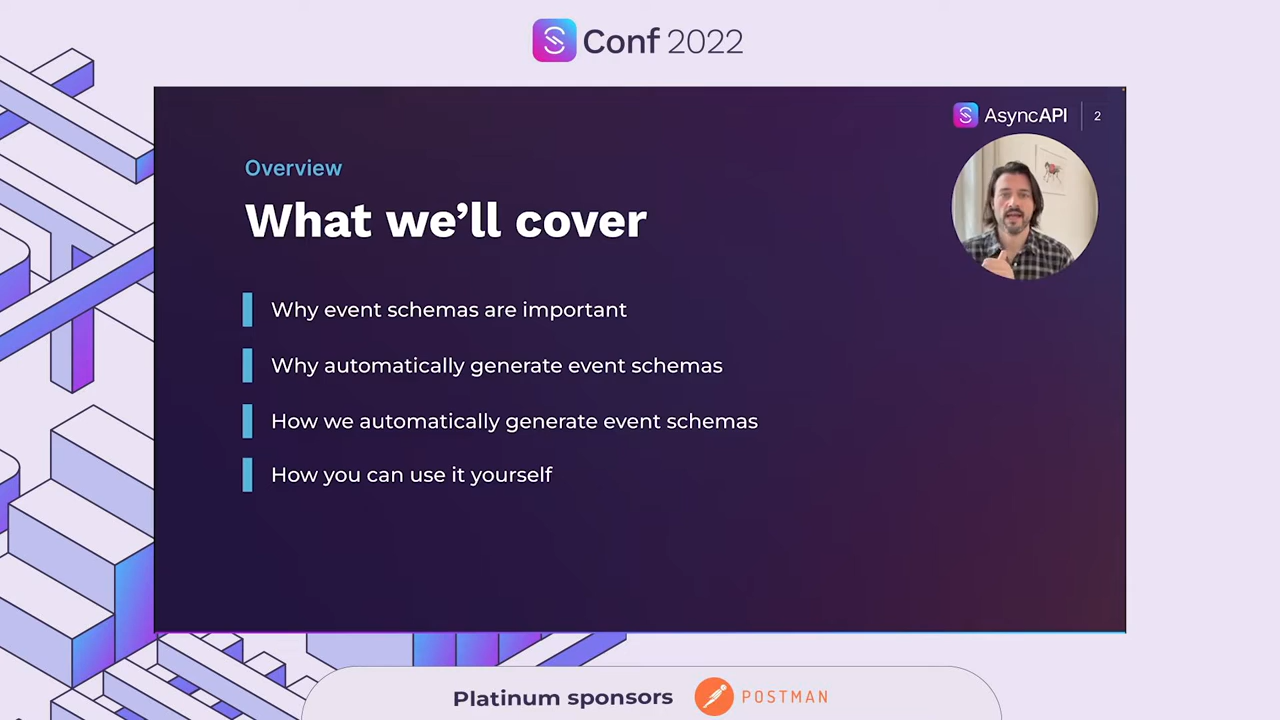 Conf 2022
AsyncAPI
2
Overview
What we'll cover
Why event schemas are important
Why automatically generate event schemas
How we automatically generate event schemas
How you can use it yourself
Platinum sponsors
POSTMAN